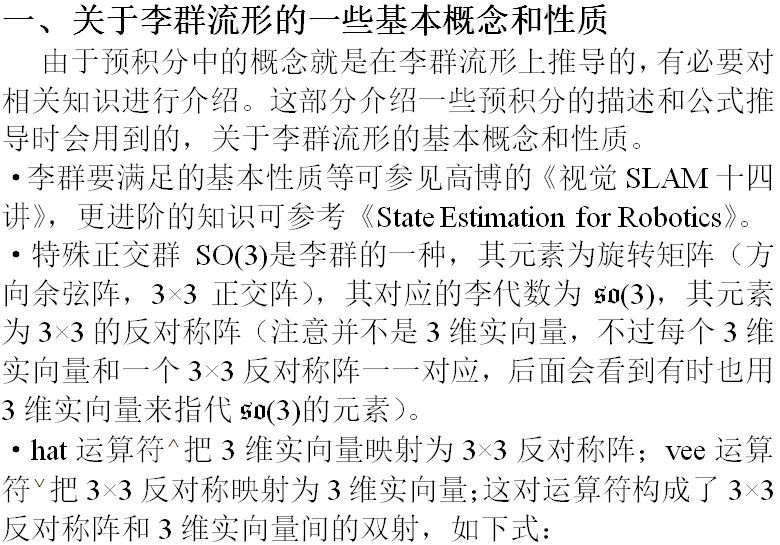 一、关于李群流形的一些基本概念和性质
由于预积分中的概念就是在李群流形上推导的，有必要对
相关知识进行介绍。这部分介绍一些预积分的描述和公式推
导时会用到的，关于李群流形的基本概念和性质。
·李群要满足的基本性质等可参见高博的《视觉 SLAM 十四
讲》，更进阶的知识可参考《State Estimation for Robotics》。
·特殊正交群 SO(3)是李群的一种，其元素为旋转矩阵（方
向余弦阵，3×3 正交阵），其对应的李代数为 𝔰𝔬(3)，其元素
为 3×3 的反对称阵（注意并不是 3 维实向量，不过每个 3 维
实向量和一个 3×3 反对称阵一一对应，后面会看到有时也用
3 维实向量来指代 𝔰𝔬(3)的元素）。
·hat 运算符^把 3 维实向量映射为 3×3 反对称阵；vee 运算
符˅把 3×3 反对称映射为 3 维实向量；这对运算符构成了 3×3
反对称阵和 3 维实向量间的双射，如下式：